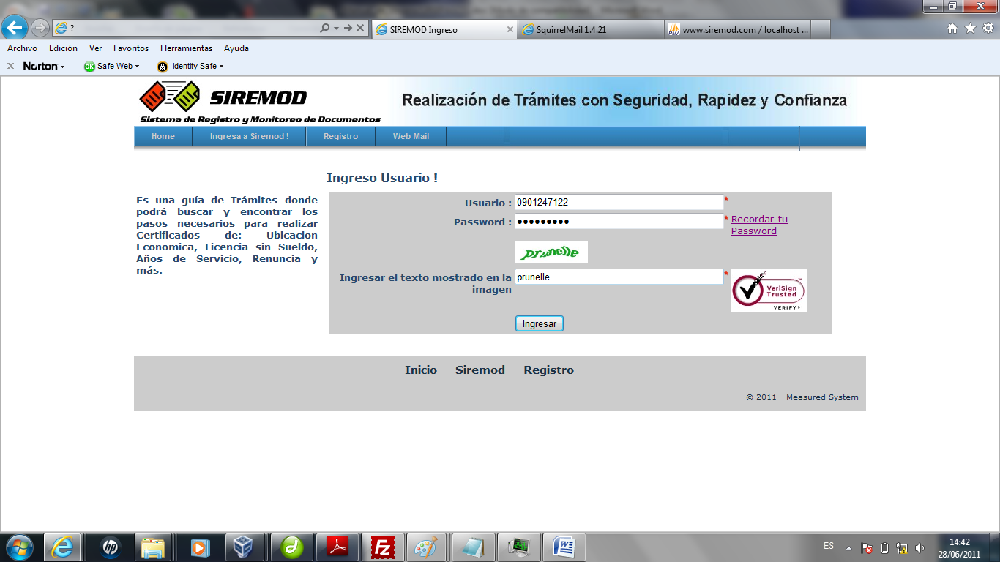 ?
SIREMOD Ingreso
SquirrelMail 1.4.21
PMA
www.siremod.com / localhost ...
Archivo Edición Ver Favoritos Herramientas Ayuda
x Norton OK Safe Web Identity Safe
SIREMOD
Sistema de Registro y Monitoreo de Documentos
Realización de Trámites con Seguridad, Rapidez y Confianza
Home Ingresa a Siremod ! Registro Web Mail
Ingreso Usuario !
Es una guía de Trámites donde
podrá buscar y encontrar los
pasos necesarios para realizar
Certificados de: Ubicacion
Economica, Licencia sin Sueldo,
Años de Servicio, Renuncia y
más.
Usuario : 0901247122 *
Password : ●●●●●●●●● * Recordar tu
Password
prunelle
Ingresar el texto mostrado en la
imagen
prunelle *
VeriSign
Trusted
VERIFY
Ingresar
Inicio Siremod Registro
© 2011 - Measured System
hp
Fz
W
ES
14:42
28/06/2011